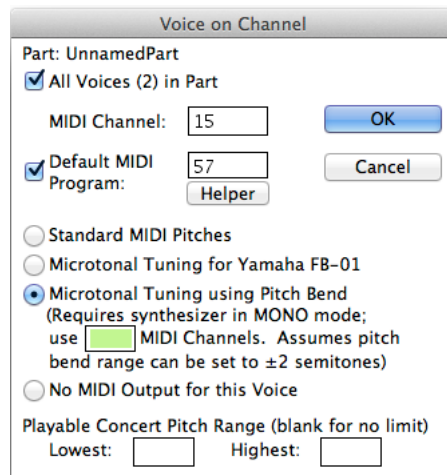 Voice on Channel
Part: UnnamedPart
All Voices (2) in Part
MIDI Channel: 15 OK
Default MIDI Program: 57 Cancel
Helper
Standard MIDI Pitches
Microtonal Tuning for Yamaha FB-01
Microtonal Tuning using Pitch Bend
(Requires synthesizer in MONO mode;
use MIDI Channels. Assumes pitch
bend range can be set to ±2 semitones)
No MIDI Output for this Voice
Playable Concert Pitch Range (blank for no limit)
Lowest: Highest: